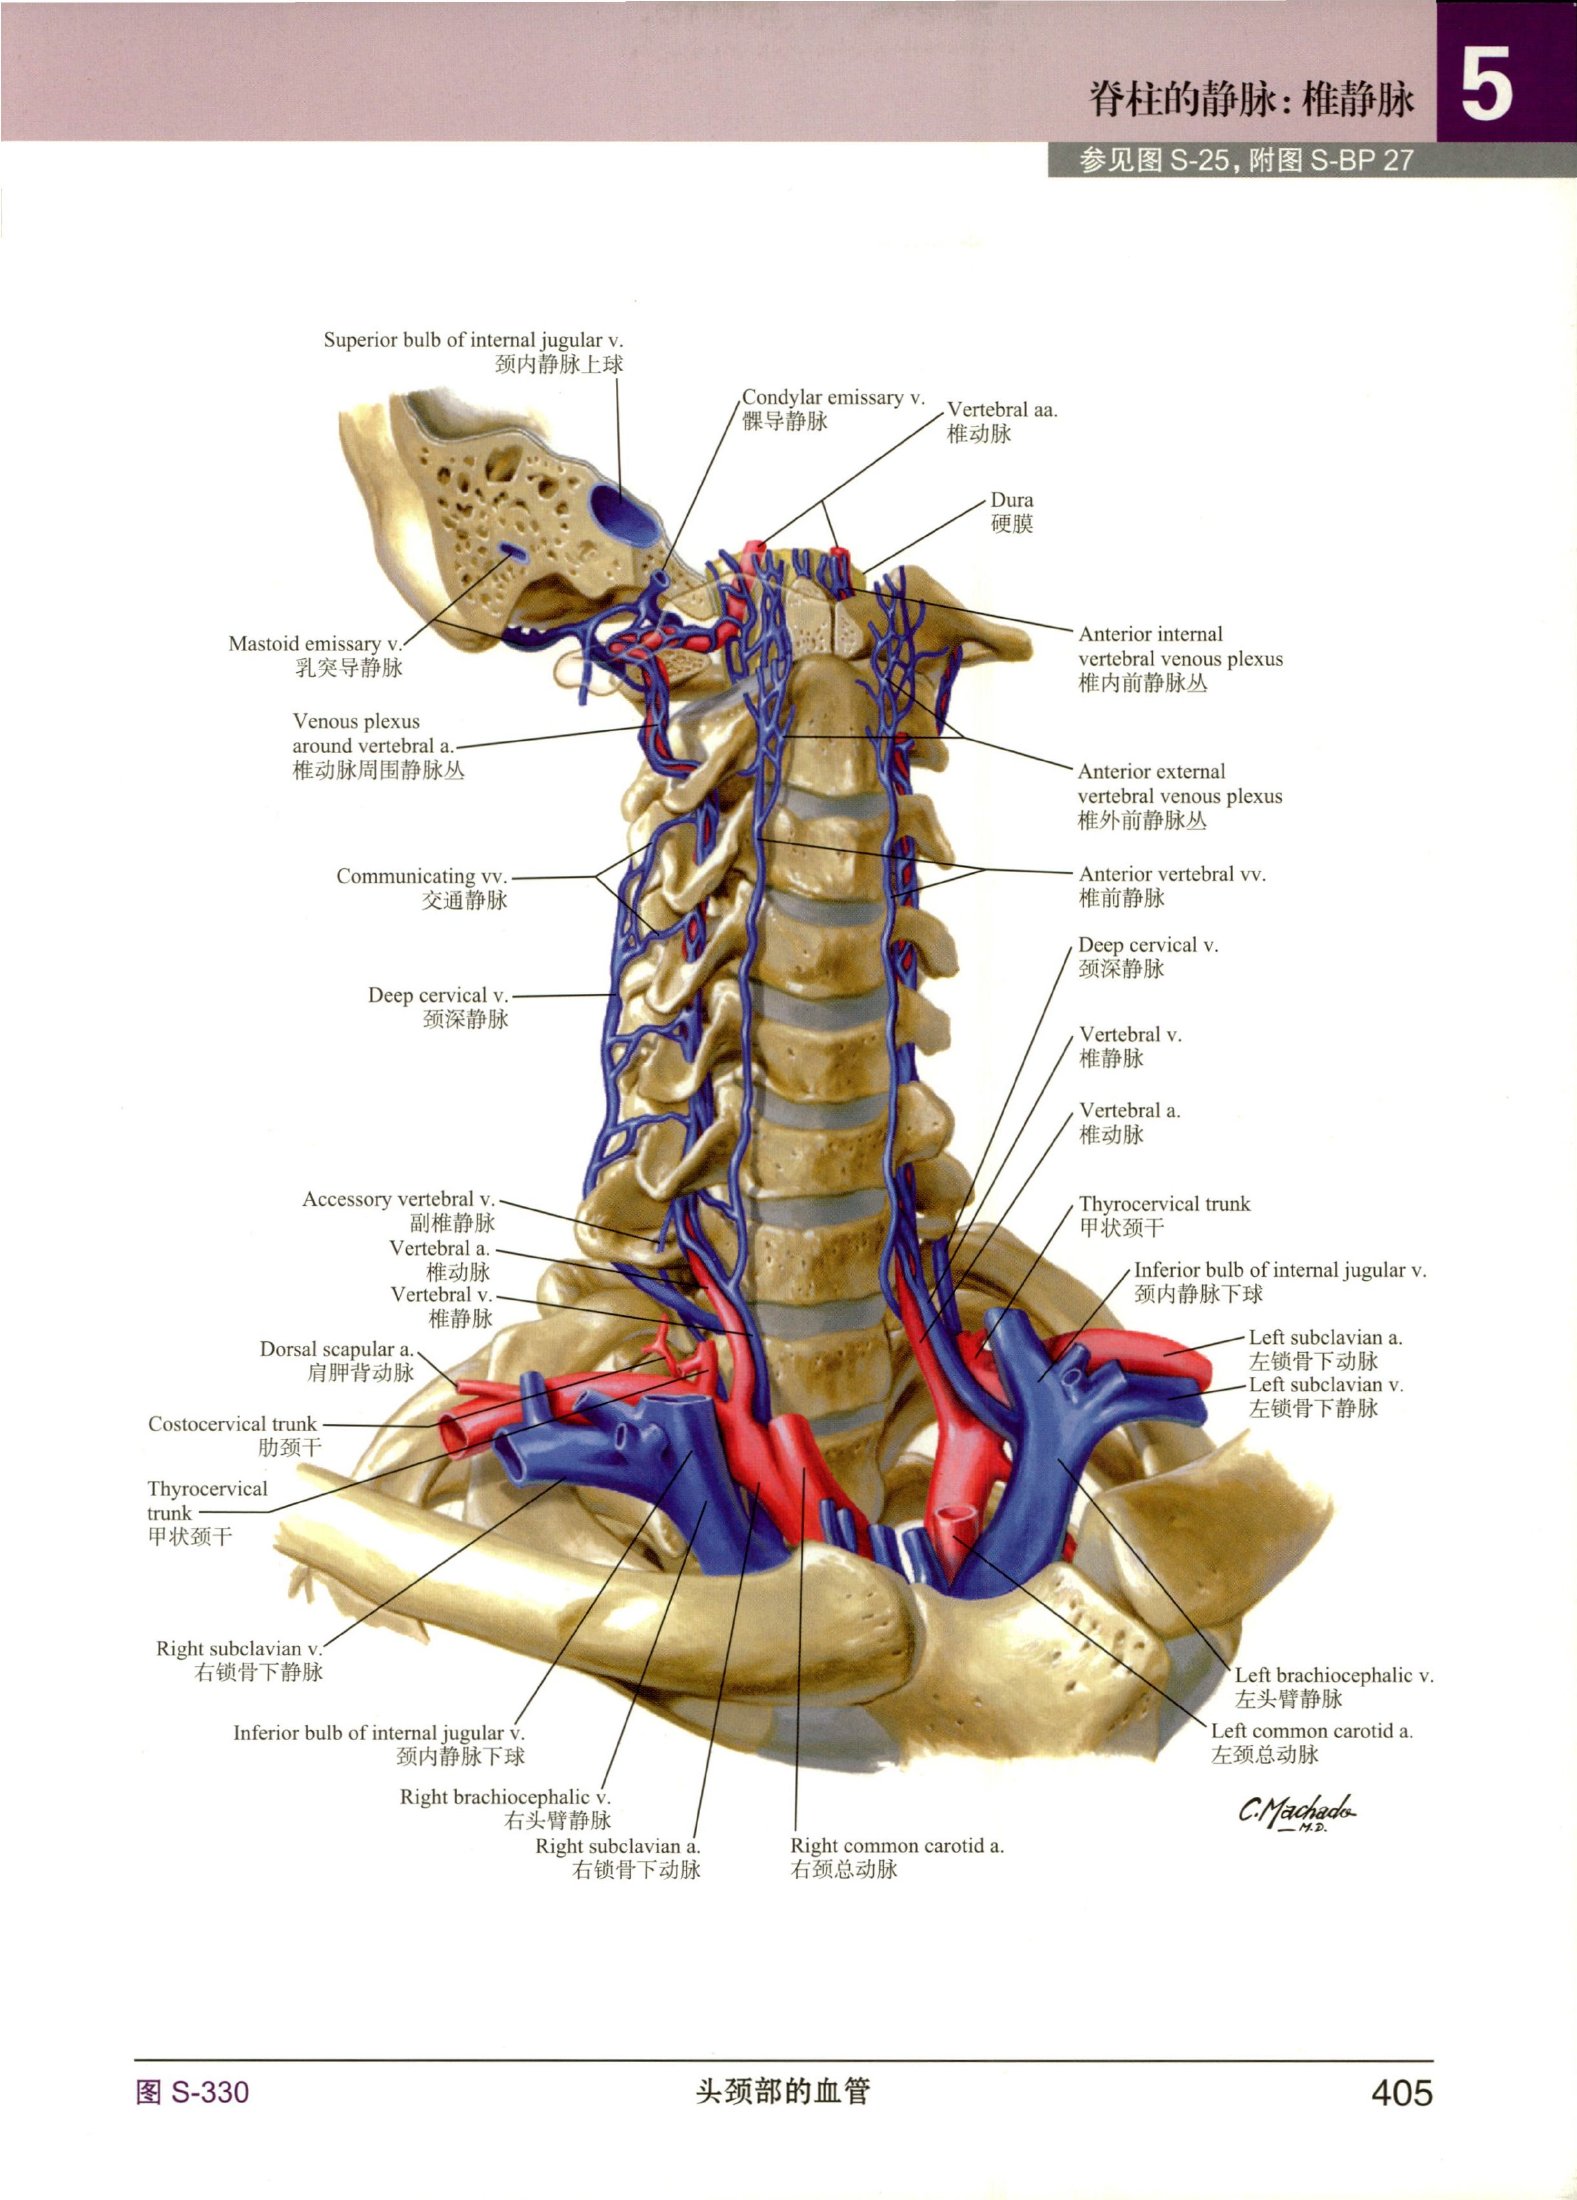 脊柱的静脉：椎静脉
5
参见图 S-25，附图 S-BP 27
Superior bulb of internal jugular v.
颈内静脉上球
Condylar emissary v.
髁导静脉
Vertebral aa.
椎动脉
Dura
硬膜
Mastoid emissary v.
乳突导静脉
Anterior internal
vertebral venous plexus
椎内前静脉丛
Venous plexus
around vertebral a.
椎动脉周围静脉丛
Anterior external
vertebral venous plexus
椎外前静脉丛
Communicating vv.
交通静脉
Anterior vertebral vv.
椎前静脉
Deep cervical v.
颈深静脉
Deep cervical v.
颈深静脉
Vertebral v.
椎静脉
Vertebral a.
椎动脉
Accessory vertebral v.
副椎静脉
Vertebral a.
椎动脉
Vertebral v.
椎静脉
Thyrocervical trunk
甲状颈干
Inferior bulb of internal jugular v.
颈内静脉下球
Dorsal scapular a.
肩胛背动脉
Left subclavian a.
左锁骨下动脉
Left subclavian v.
左锁骨下静脉
Costocervical trunk
肋颈干
Thyrocervical
trunk
甲状颈干
Right subclavian v.
右锁骨下静脉
Left brachiocephalic v.
左头臂静脉
Inferior bulb of internal jugular v.
颈内静脉下球
Left common carotid a.
左颈总动脉
Right brachiocephalic v.
右头臂静脉
Right subclavian a.
右锁骨下动脉
Right common carotid a.
右颈总动脉
C.Machado
M.D.
图 S-330
头颈部的血管
405